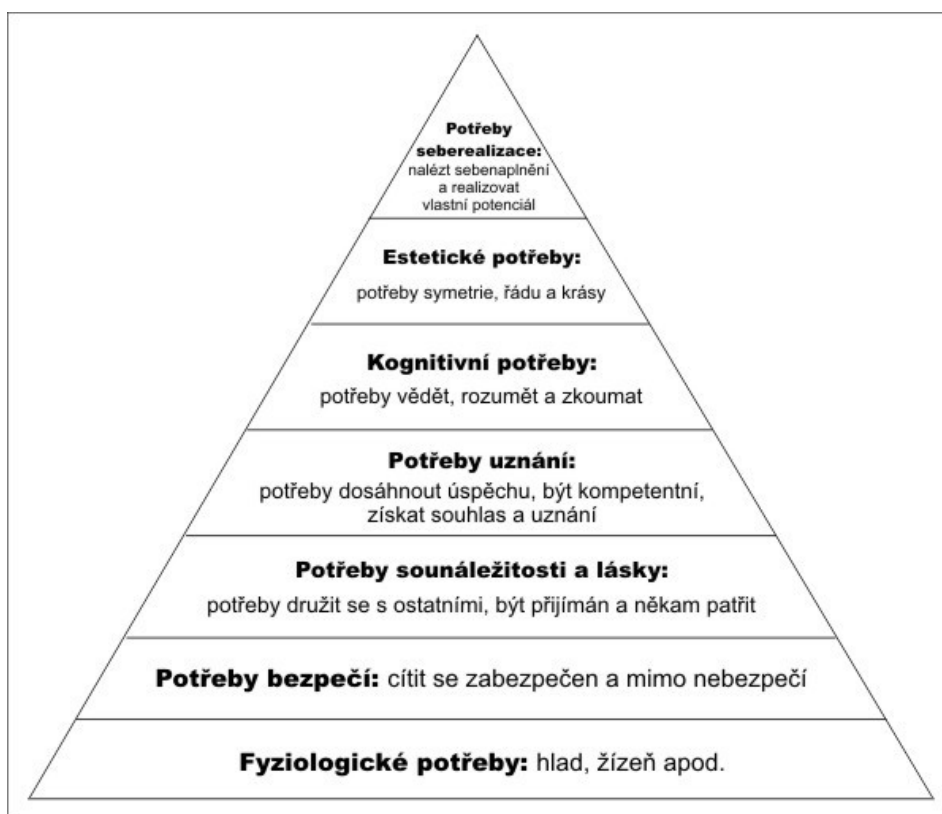 Potřeby
seberealizace:
nalézt sebenaplnění
a realizovat
vlastní potenciál
Estetické potřeby:
potřeby symetrie, řádu a krásy
Kognitivní potřeby:
potřeby vědět, rozumět a zkoumat
Potřeby uznání:
potřeby dosáhnout úspěchu, být kompetentní,
získat souhlas a uznání
Potřeby sounáležitosti a lásky:
potřeby družit se s ostatními, být přijímán a někam patřit
Potřeby bezpečí: cítit se zabezpečen a mimo nebezpečí
Fyziologické potřeby: hlad, žízeň apod.